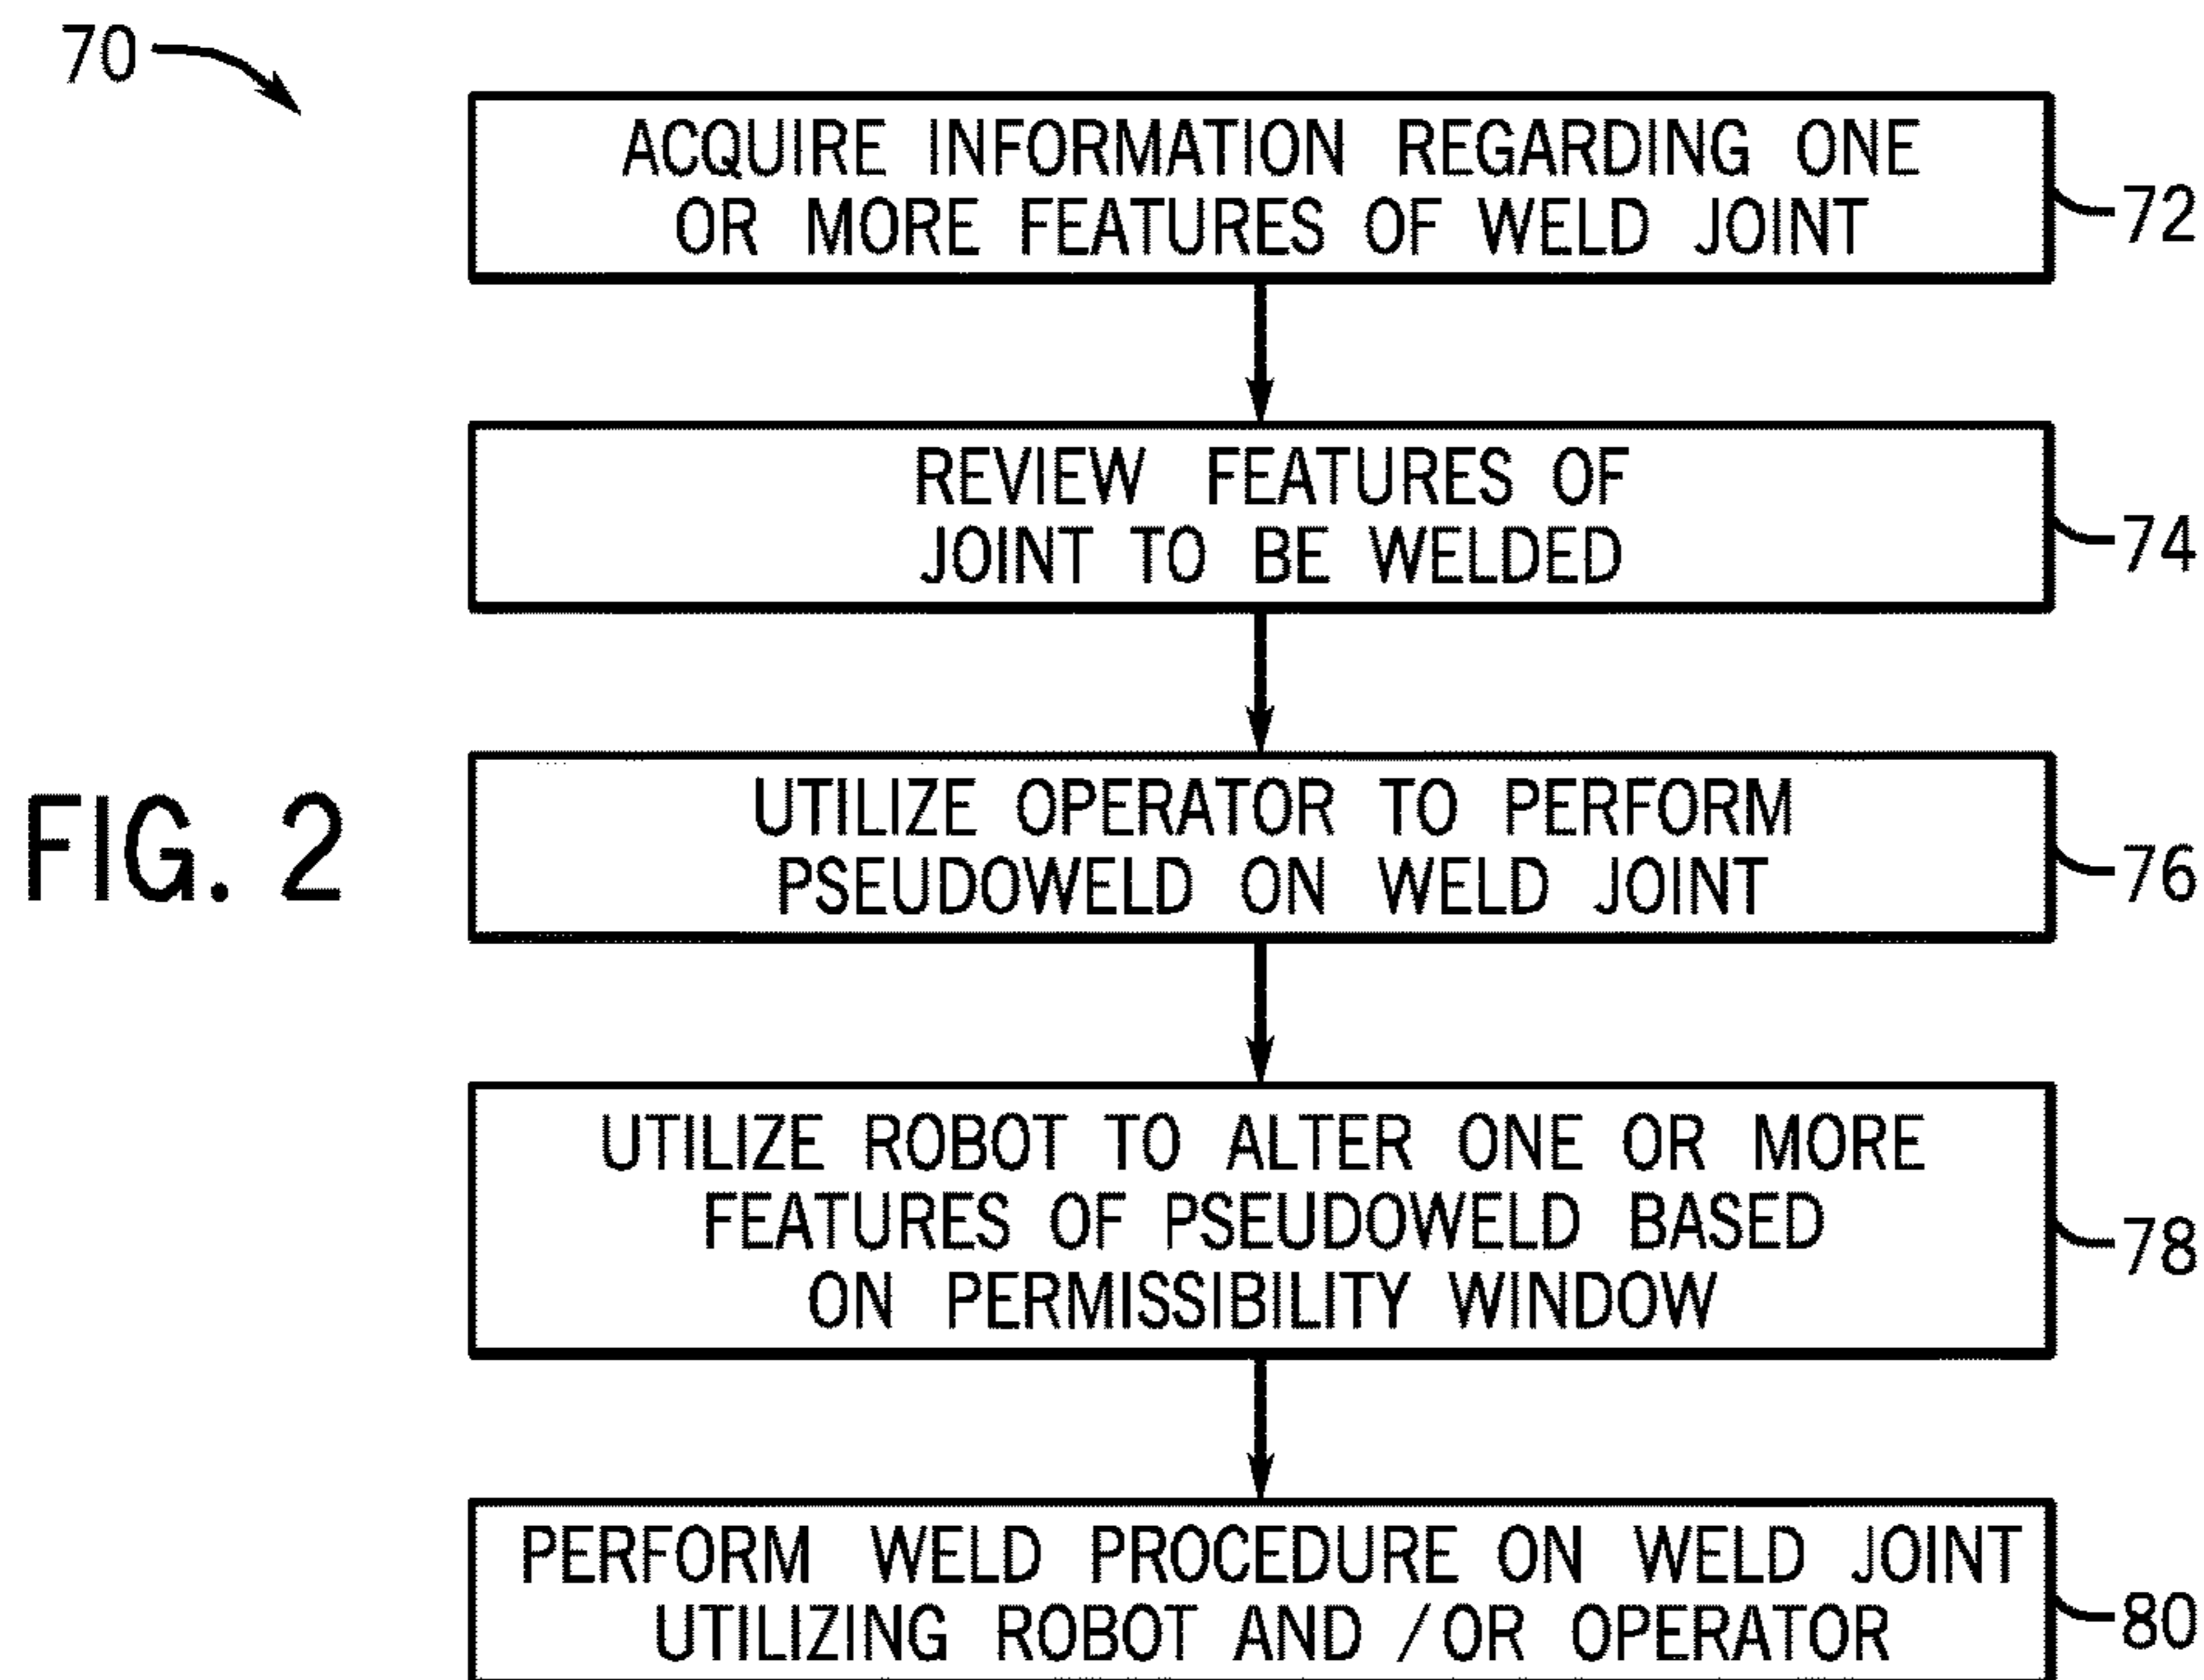 70
ACQUIRE INFORMATION REGARDING ONE
OR MORE FEATURES OF WELD JOINT
72
REVIEW FEATURES OF
JOINT TO BE WELDED
74
FIG. 2
UTILIZE OPERATOR TO PERFORM
PSEUDOWELD ON WELD JOINT
76
UTILIZE ROBOT TO ALTER ONE OR MORE
FEATURES OF PSEUDOWELD BASED
ON PERMISSIBILITY WINDOW
78
PERFORM WELD PROCEDURE ON WELD JOINT
UTILIZING ROBOT AND /OR OPERATOR
80